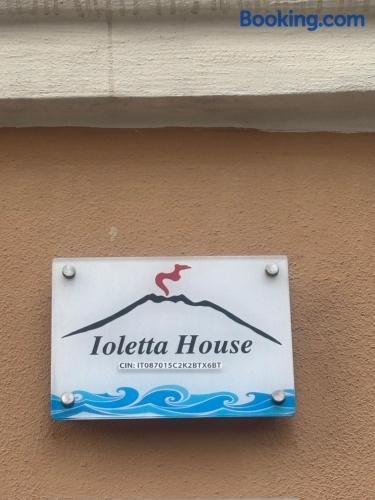 Booking.com
Ioletta House
CIN: IT087015C2K2BTX6BT